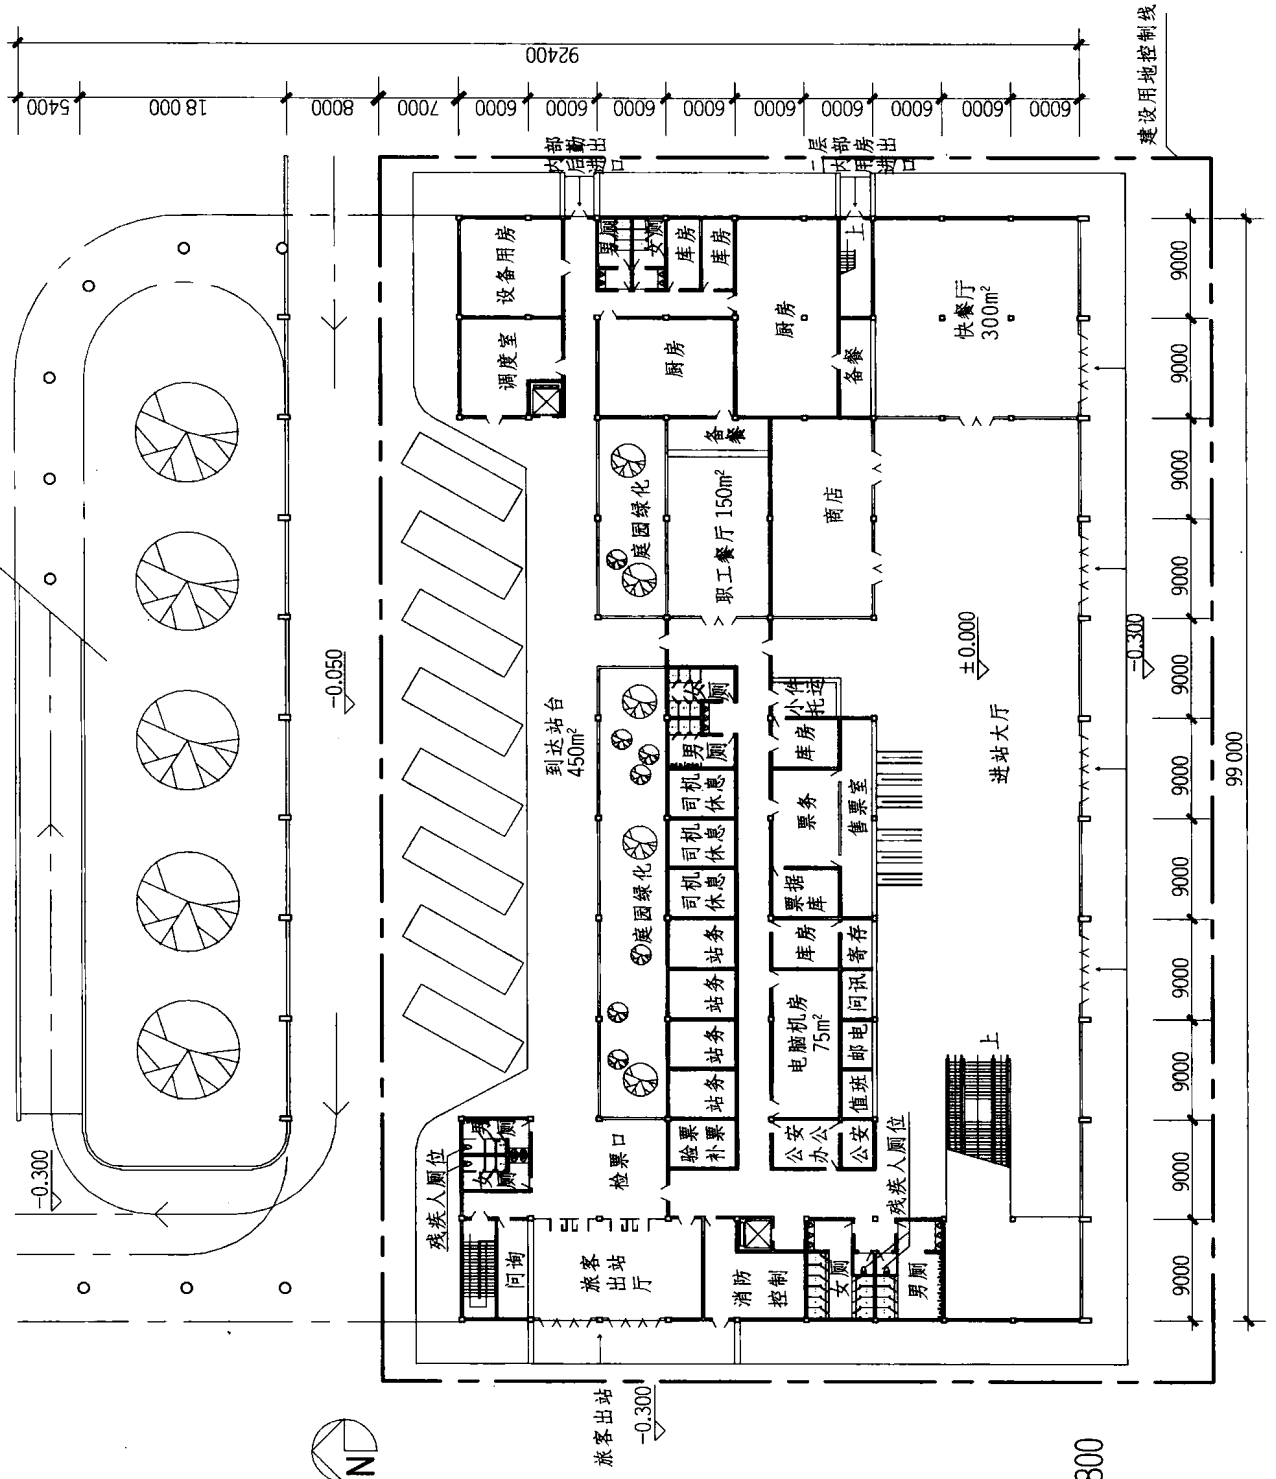 建设用地控制线
92400
5400
18 000
8000
7000
6000
6000
6000
6000
6000
6000
6000
6000
6000
内部后勤进出口
二层内部用房进出口
设备用房
男厕
女厕
库房
库房
上
调度室
厨房
厨房
备餐
快餐厅
300m²
备餐
庭园绿化
职工餐厅 150m²
商店
-0.050
±0.000
-0.300
到达站台
450m²
女厕
男厕
小件托运
库房
司机休息
司机休息
司机休息
票务
售票室
进站大厅
庭园绿化
票据库
库房
寄存
站务
站务
站务
站务
电脑机房
75m²
问讯
邮电
值班
上
验票补票
公安办公
公安
残疾人厕位
男厕
女厕
检票口
残疾人厕位
-0.300
问询
旅客出站厅
消防控制
女厕
男厕
旅客出站
-0.300
N
9000
9000
9000
9000
9000
9000
9000
9000
9000
9000
9000
99 000
300